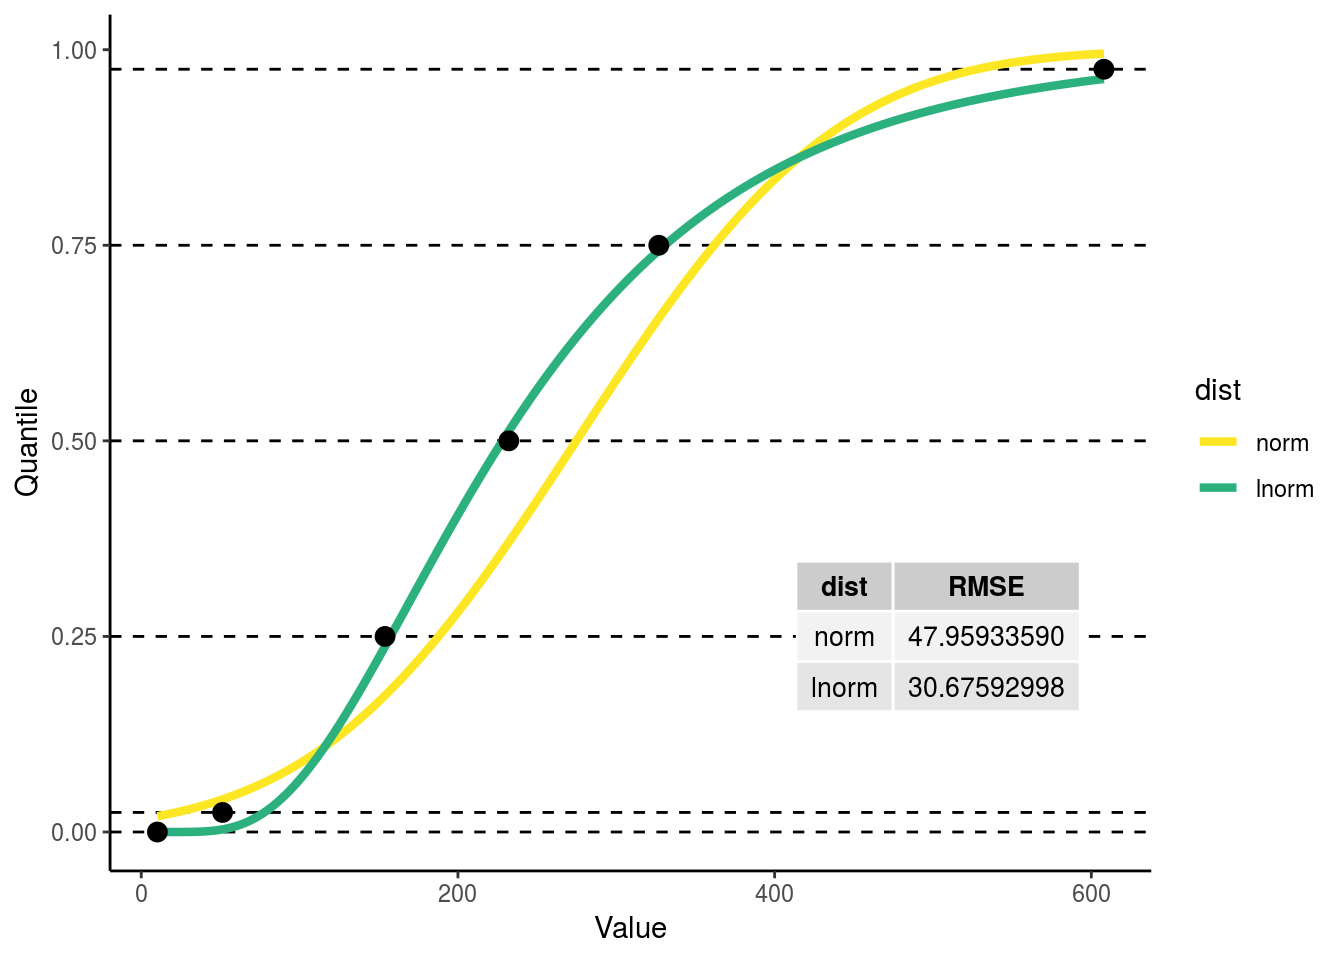 1.00
0.75
0.50
0.25
0.00
Quantile
0
200
400
600
Value
dist
norm
lnorm
dist RMSE
norm 47.95933590
lnorm 30.67592998